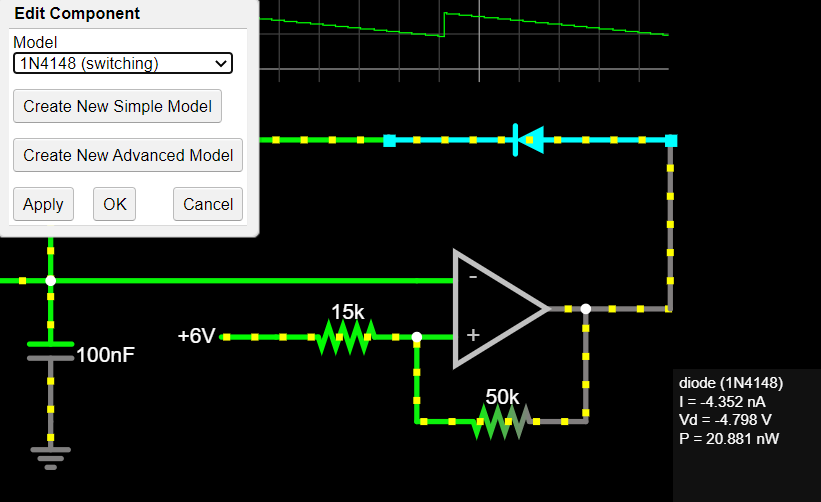 Edit Component
Model
1N4148 (switching)
Create New Simple Model
Create New Advanced Model
Apply
OK
Cancel
-
15k
+6V
+
100nF
50k
diode (1N4148)
I = -4.352 nA
Vd = -4.798 V
P = 20.881 nW